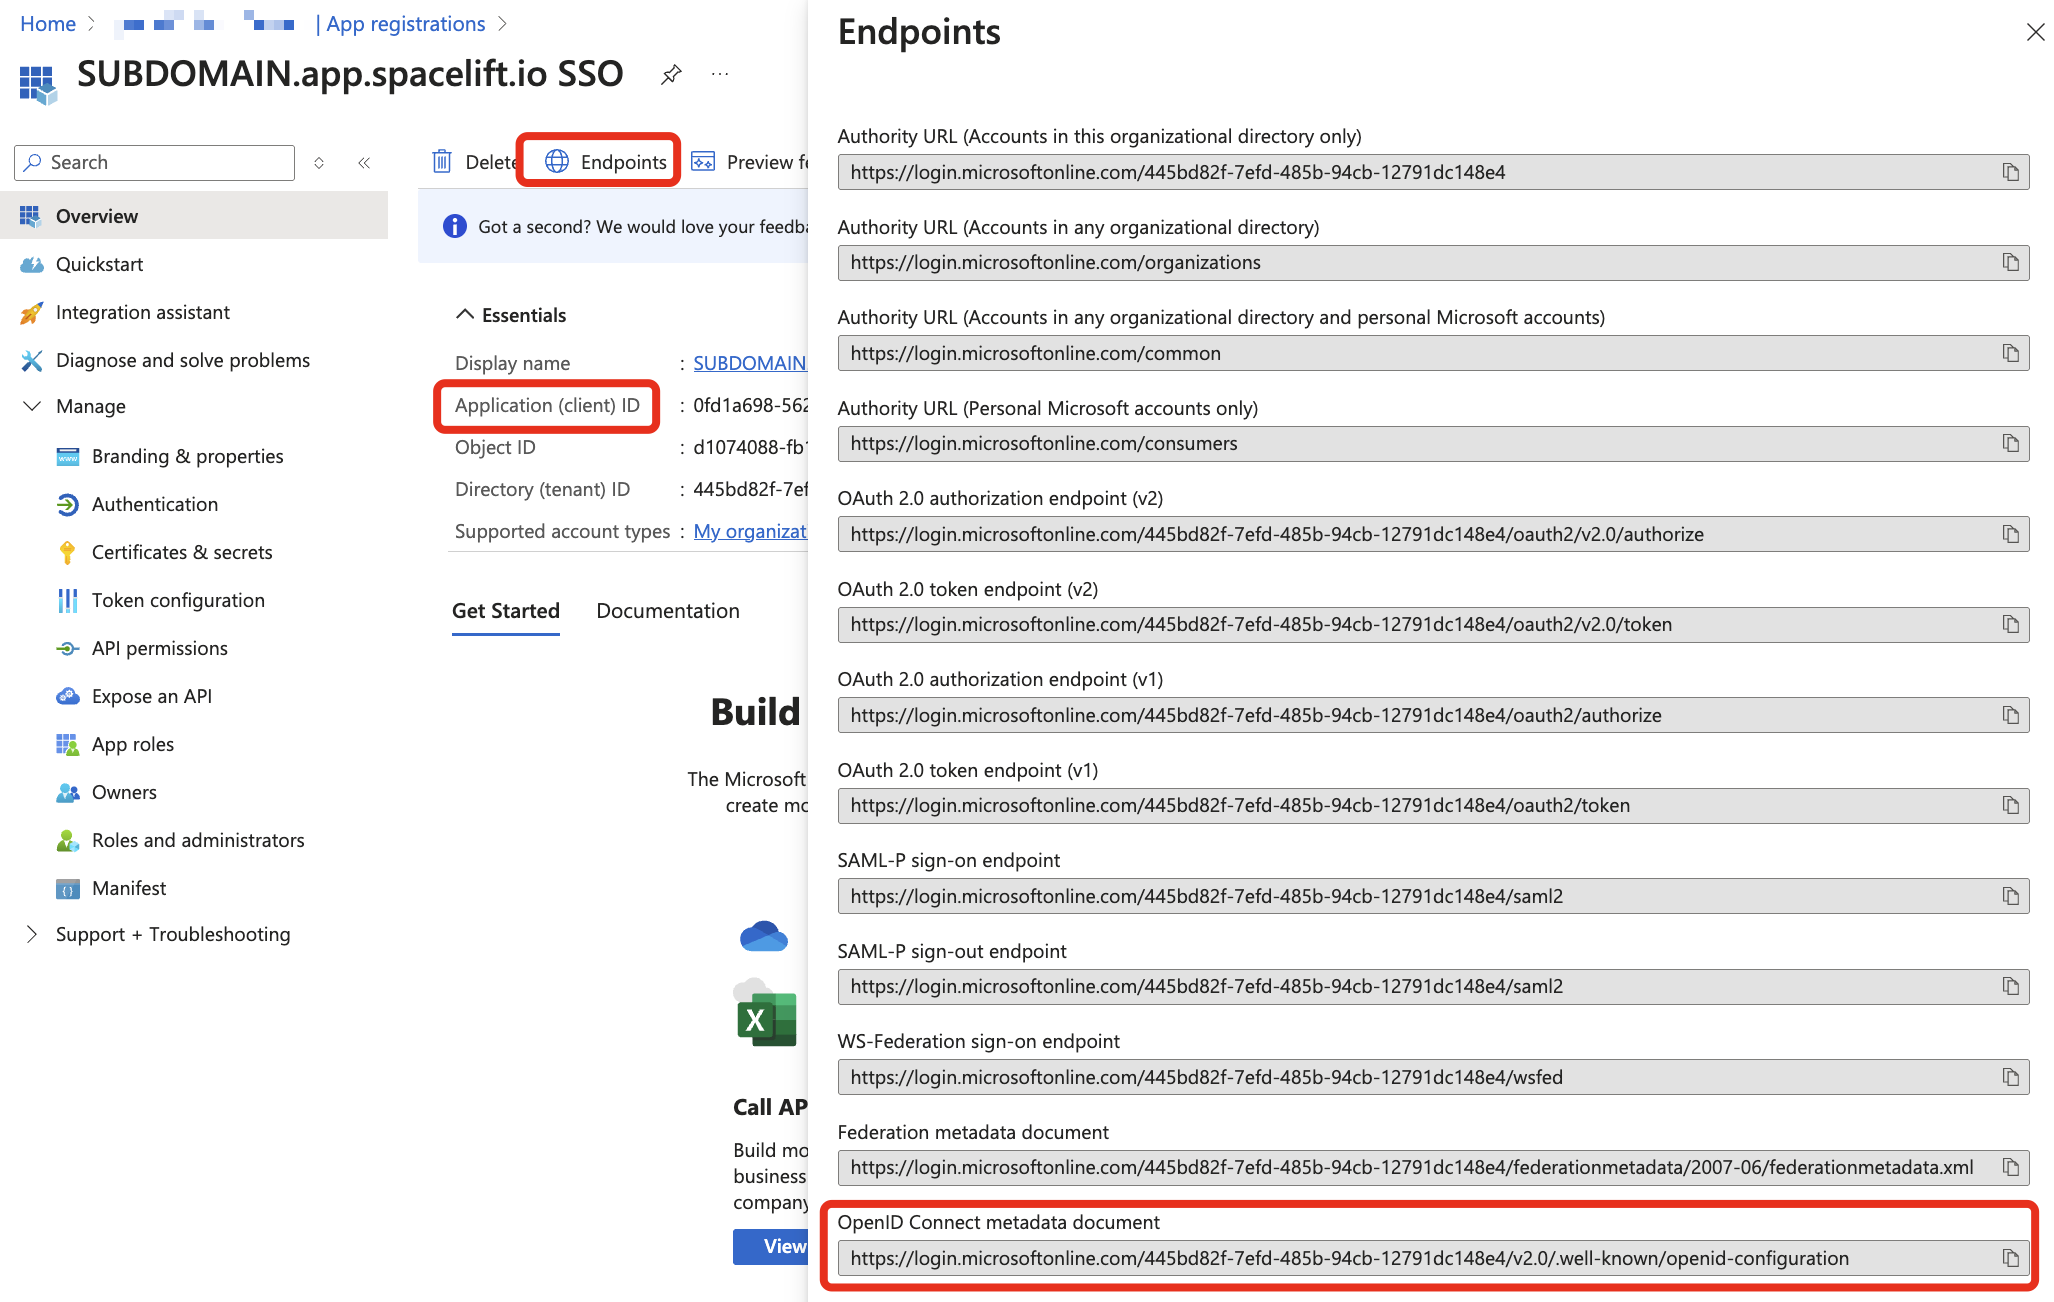 Home
| App registrations
SUBDOMAIN.app.spacelift.io SSO
Search
Overview
Quickstart
Integration assistant
Diagnose and solve problems
Manage
Branding & properties
Authentication
Certificates & secrets
Token configuration
API permissions
Expose an API
App roles
Owners
Roles and administrators
Manifest
Support + Troubleshooting
Delete
Endpoints
Preview fe
Got a second? We would love your feedba
Essentials
Display name : SUBDOMAIN.
Application (client) ID : 0fd1a698-562
Object ID : d1074088-fb1
Directory (tenant) ID : 445bd82f-7ef
Supported account types : My organizat
Get Started
Documentation
Build
The Microsoft
create mo
Call AP
Build mo
business
company
View
Endpoints
Authority URL (Accounts in this organizational directory only)
https://login.microsoftonline.com/445bd82f-7efd-485b-94cb-12791dc148e4
Authority URL (Accounts in any organizational directory)
https://login.microsoftonline.com/organizations
Authority URL (Accounts in any organizational directory and personal Microsoft accounts)
https://login.microsoftonline.com/common
Authority URL (Personal Microsoft accounts only)
https://login.microsoftonline.com/consumers
OAuth 2.0 authorization endpoint (v2)
https://login.microsoftonline.com/445bd82f-7efd-485b-94cb-12791dc148e4/oauth2/v2.0/authorize
OAuth 2.0 token endpoint (v2)
https://login.microsoftonline.com/445bd82f-7efd-485b-94cb-12791dc148e4/oauth2/v2.0/token
OAuth 2.0 authorization endpoint (v1)
https://login.microsoftonline.com/445bd82f-7efd-485b-94cb-12791dc148e4/oauth2/authorize
OAuth 2.0 token endpoint (v1)
https://login.microsoftonline.com/445bd82f-7efd-485b-94cb-12791dc148e4/oauth2/token
SAML-P sign-on endpoint
https://login.microsoftonline.com/445bd82f-7efd-485b-94cb-12791dc148e4/saml2
SAML-P sign-out endpoint
https://login.microsoftonline.com/445bd82f-7efd-485b-94cb-12791dc148e4/saml2
WS-Federation sign-on endpoint
https://login.microsoftonline.com/445bd82f-7efd-485b-94cb-12791dc148e4/wsfed
Federation metadata document
https://login.microsoftonline.com/445bd82f-7efd-485b-94cb-12791dc148e4/federationmetadata/2007-06/federationmetadata.xml
OpenID Connect metadata document
https://login.microsoftonline.com/445bd82f-7efd-485b-94cb-12791dc148e4/v2.0/.well-known/openid-configuration